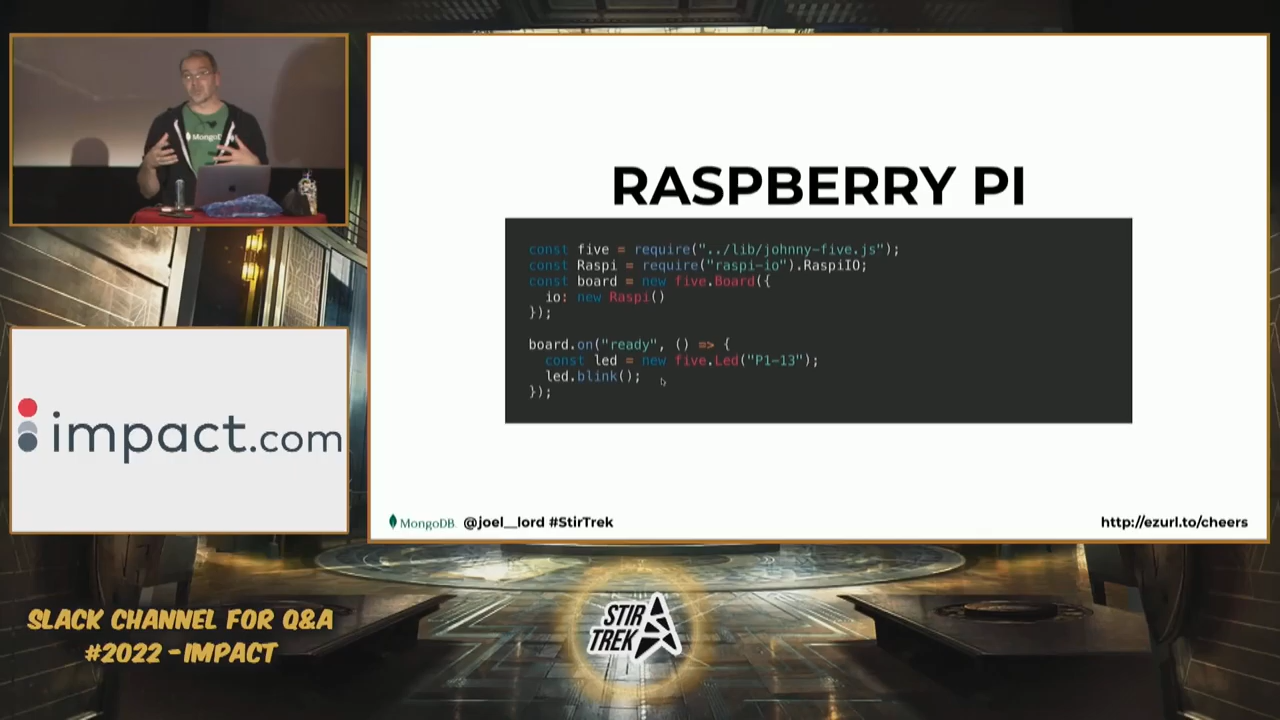 MongoDB
RASPBERRY PI
const five = require("../lib/johnny-five.js");
const Raspi = require("raspi-io").RaspiIO;
const board = new five.Board({
  io: new Raspi()
});

board.on("ready", () => {
  const led = new five.Led("P1-13");
  led.blink();
});
MongoDB. @joel__lord #StirTrek
http://ezurl.to/cheers
impact.com
SLACK CHANNEL FOR Q&A
#2022 - IMPACT
STIR
TREK